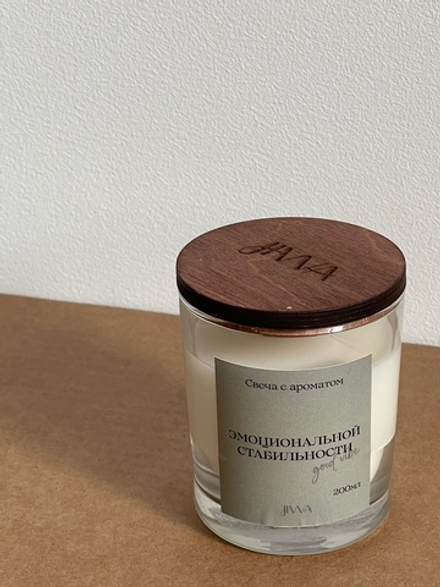 JIWA
Свеча с ароматом
ЭМОЦИОНАЛЬНОЙ
СТАБИЛЬНОСТИ
good vibe
200мл
JIWA